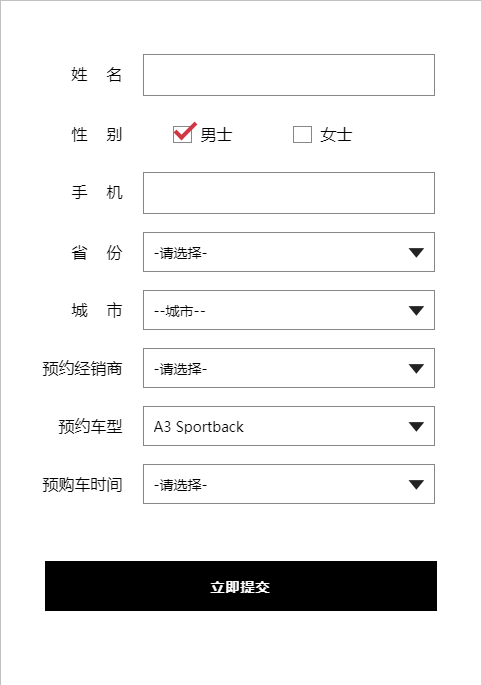 姓 名
性 别 男士 女士
手 机
省 份 -请选择-
城 市 --城市--
预约经销商 -请选择-
预约车型 A3 Sportback
预购车时间 -请选择-
立即提交